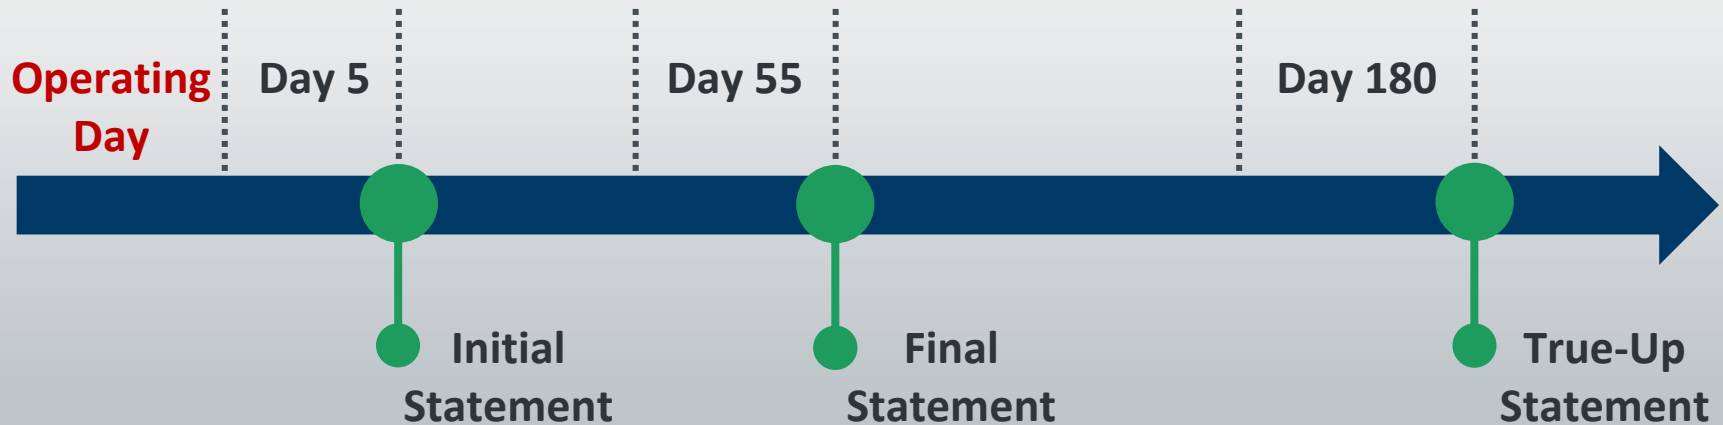 Operating
Day
Day 5
Day 55
Day 180
Initial
Statement
Final
Statement
True-Up
Statement